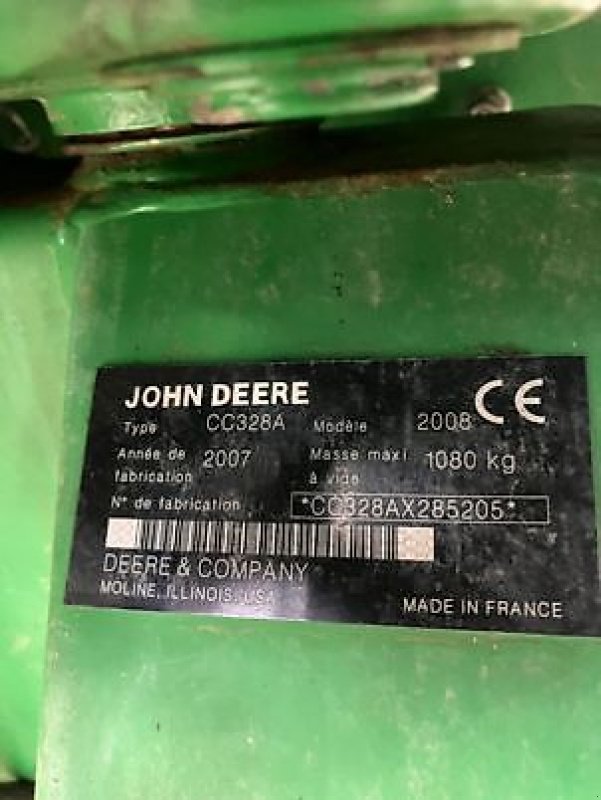 JOHN DEERE CE
Type CC328A Modèle 2008
Année de fabrication 2007 Masse maxi à vide 1080 kg
N° de fabrication *CC328AX285205*
DEERE & COMPANY
MOLINE, ILLINOIS, USA
MADE IN FRANCE